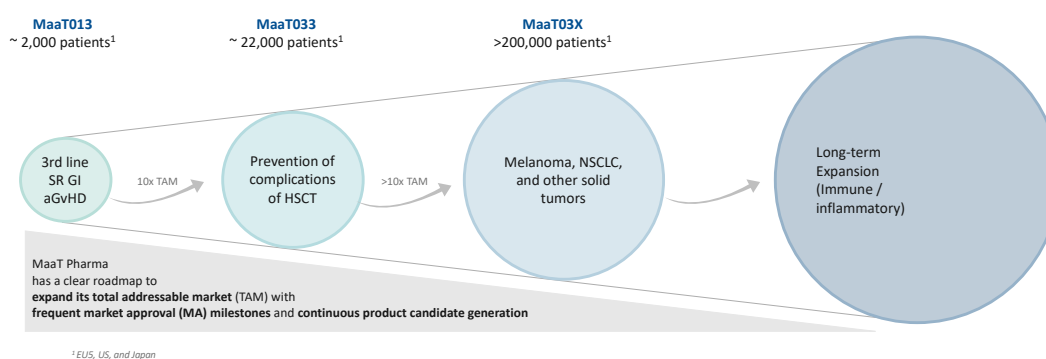 MaaT013
~ 2,000 patients¹
MaaT033
~ 22,000 patients¹
MaaT03X
>200,000 patients¹
3rd line
SR GI
aGvHD
10x TAM
Prevention of
complications
of HSCT
>10x TAM
Melanoma, NSCLC,
and other solid
tumors
Long-term
Expansion
(Immune /
inflammatory)
MaaT Pharma
has a clear roadmap to
expand its total addressable market (TAM) with
frequent market approval (MA) milestones and continuous product candidate generation
¹ EU5, US, and Japan